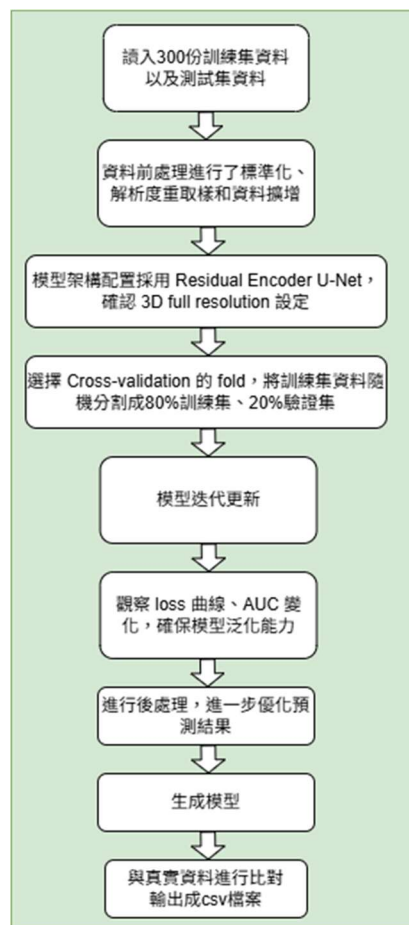 讀入300份訓練集資料
以及測試集資料
資料前處理進行了標準化、
解析度重取樣和資料擴增
模型架構配置採用 Residual Encoder U-Net，
確認 3D full resolution 設定
選擇 Cross-validation 的 fold，將訓練集資料隨
機分割成80%訓練集、20%驗證集
模型迭代更新
觀察 loss 曲線、AUC 變
化，確保模型泛化能力
進行後處理，進一步優化預
測結果
生成模型
與真實資料進行比對
輸出成csv檔案